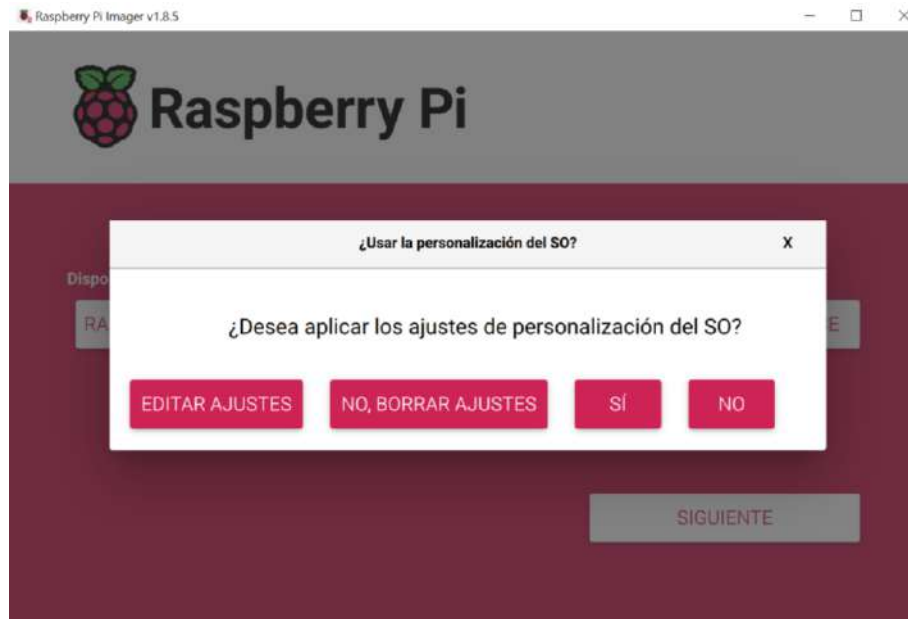 Raspberry Pi Imager v1.8.5
Raspberry Pi
¿Usar la personalización del SO?
X
¿Desea aplicar los ajustes de personalización del SO?
EDITAR AJUSTES
NO, BORRAR AJUSTES
SÍ
NO
SIGUIENTE